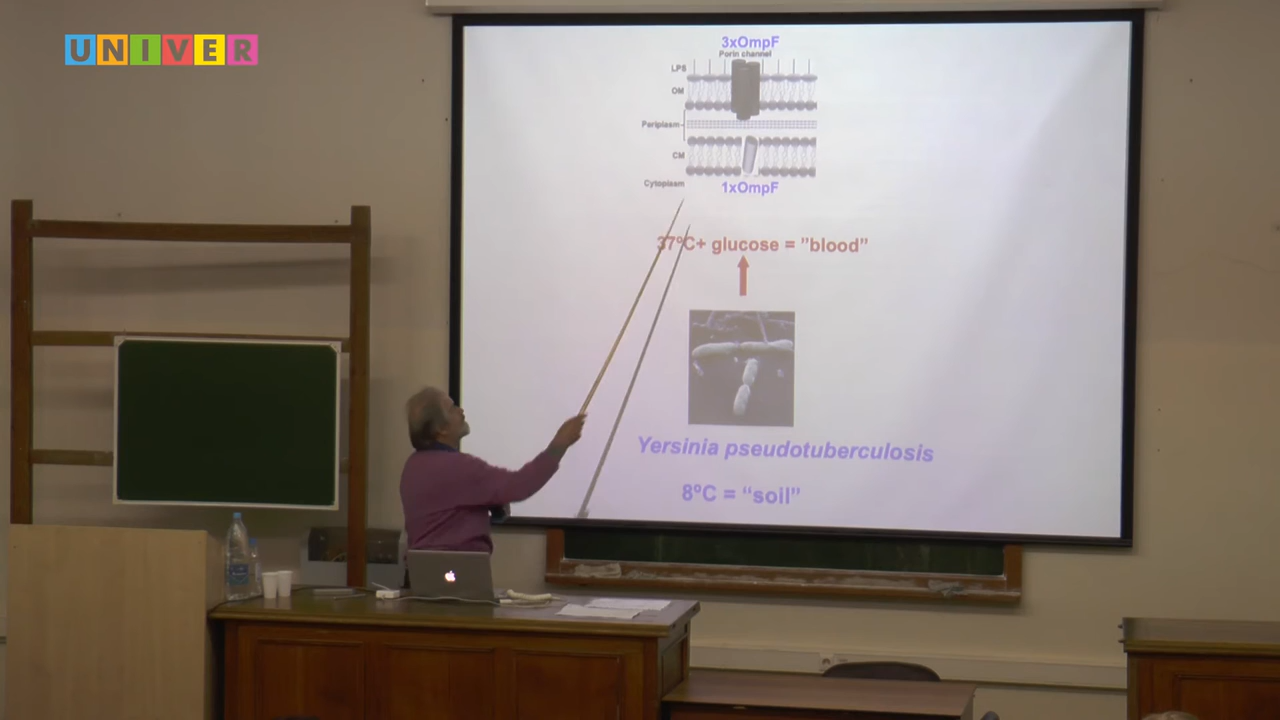 UNIVER
3xOmpF
Porin channel
LPS
OM
Periplasm
CM
Cytoplasm
1xOmpF
37ºC+ glucose = ”blood”
Yersinia pseudotuberculosis
8ºC = “soil”